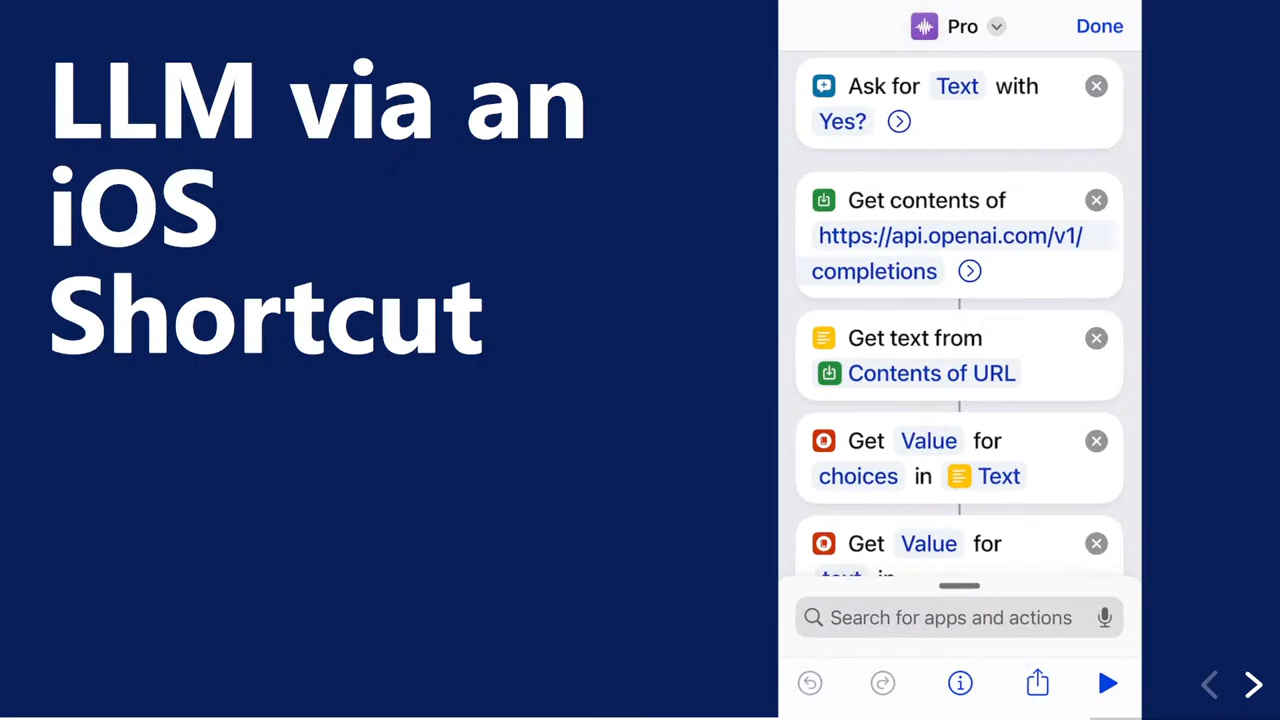 LLM via an
iOS
Shortcut
Pro
Done
Ask for Text with
Yes?
Get contents of
https://api.openai.com/v1/
completions
Get text from
Contents of URL
Get Value for
choices in Text
Get Value for
text in
Search for apps and actions